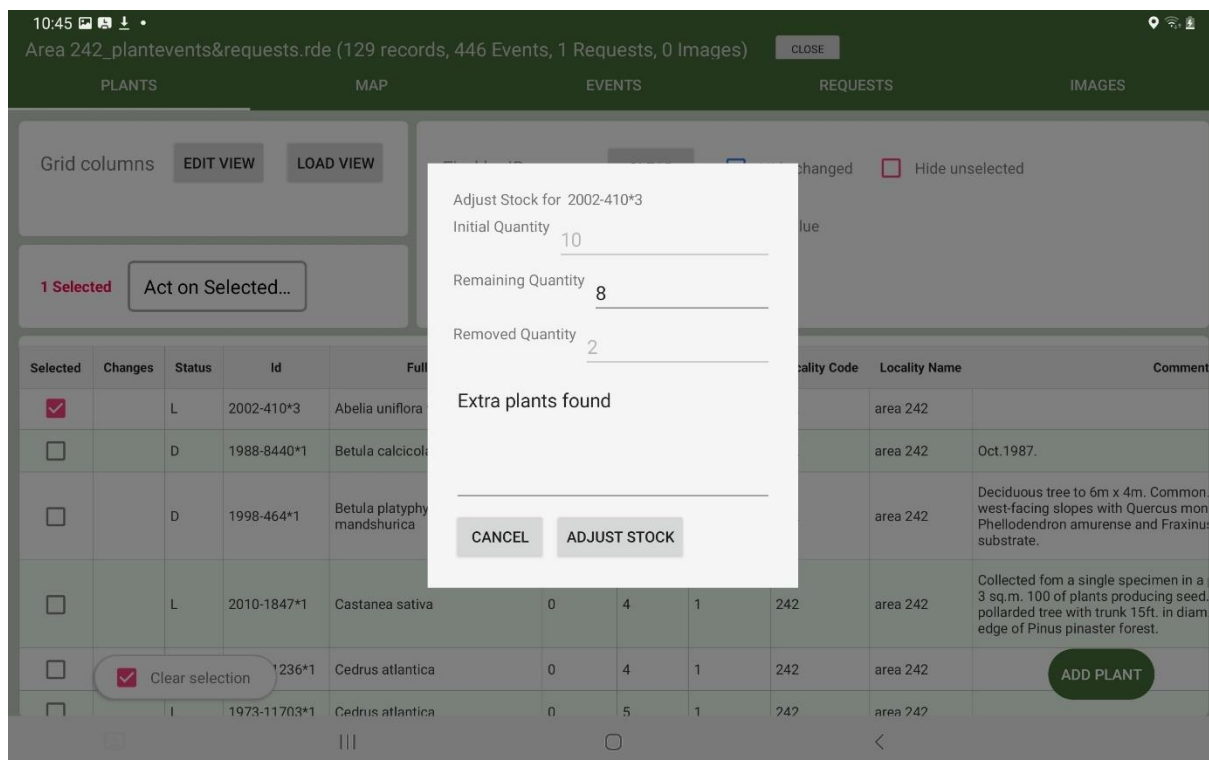 10:45
Area 242_plantevents&requests.rde (129 records, 446 Events, 1 Requests, 0 Images) CLOSE
PLANTS MAP EVENTS REQUESTS IMAGES
Grid columns EDIT VIEW LOAD VIEW changed Hide unselected
lue
1 Selected Act on Selected...
Adjust Stock for 2002-410*3
Initial Quantity 10
Remaining Quantity 8
Removed Quantity 2
Extra plants found
CANCEL ADJUST STOCK
Selected Changes Status Id Full cality Code Locality Name Comment
L 2002-410*3 Abelia uniflora area 242
D 1988-8440*1 Betula calcicola area 242 Oct.1987.
D 1998-464*1 Betula platyphy
mandshurica area 242 Deciduous tree to 6m x 4m. Common.
west-facing slopes with Quercus mon
Phellodendron amurense and Fraxinus
substrate.
L 2010-1847*1 Castanea sativa 0 4 1 242 area 242 Collected fom a single specimen in a
3 sq.m. 100 of plants producing seed.
pollarded tree with trunk 15ft. in diam
edge of Pinus pinaster forest.
1236*1 Cedrus atlantica 0 4 1 242 area 242
Clear selection ADD PLANT
L 1973-11703*1 Cedrus atlantica 0 5 1 242 area 242